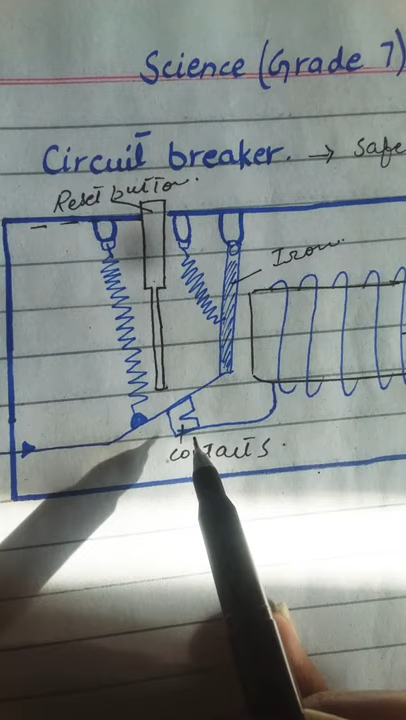 Science (Grade 7)
Circuit breaker. → Safe
Reset button.
Iron.
contacts.